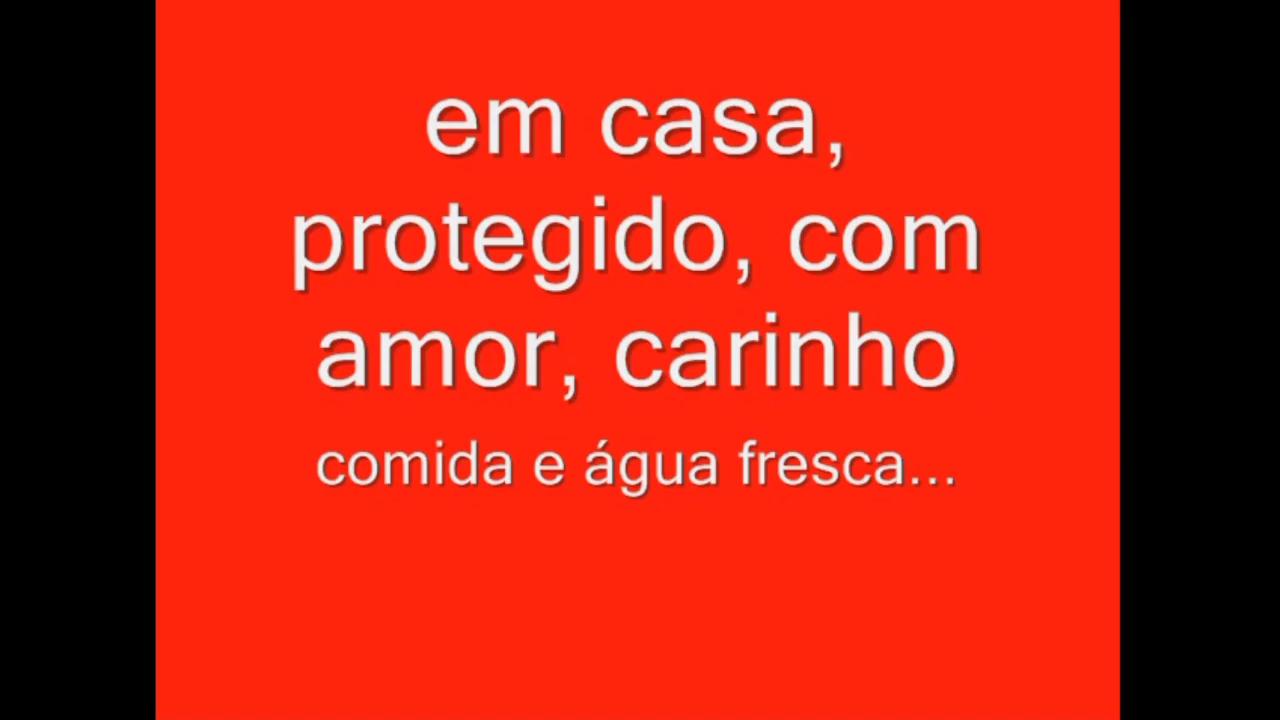 em casa,
protegido, com
amor, carinho
comida e água fresca...